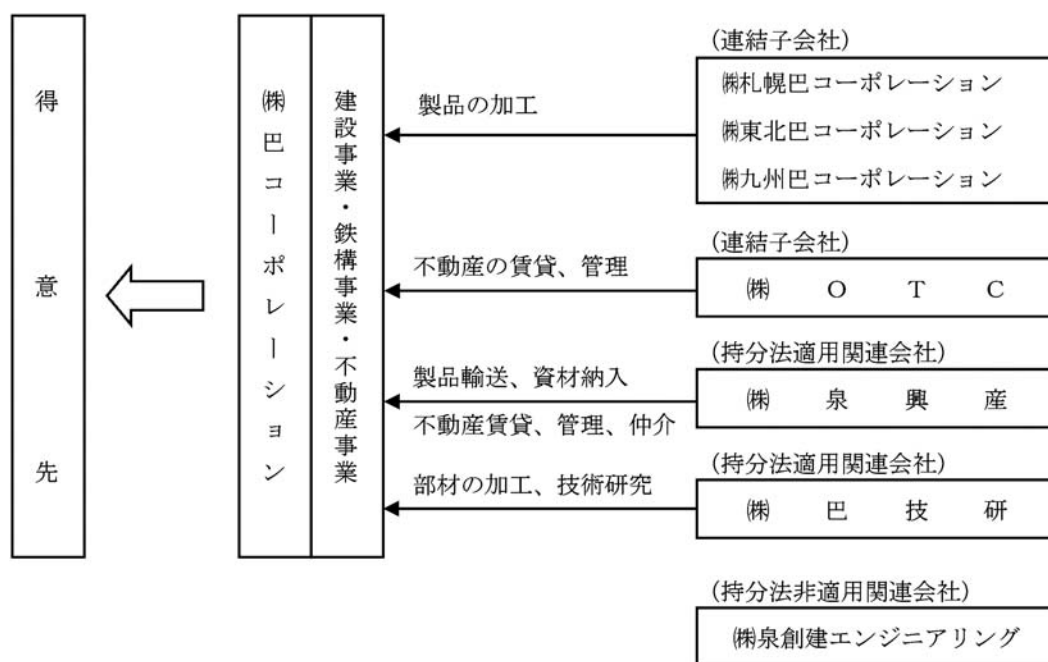 得意先
㈱巴コーポレーション
建設事業・鉄構事業・不動産事業
製品の加工
(連結子会社)
㈱札幌巴コーポレーション
㈱東北巴コーポレーション
㈱九州巴コーポレーション
不動産の賃貸、管理
(連結子会社)
㈱OTC
製品輸送、資材納入
不動産賃貸、管理、仲介
(持分法適用関連会社)
㈱泉興産
部材の加工、技術研究
(持分法適用関連会社)
㈱巴技研
(持分法非適用関連会社)
㈱泉創建エンジニアリング